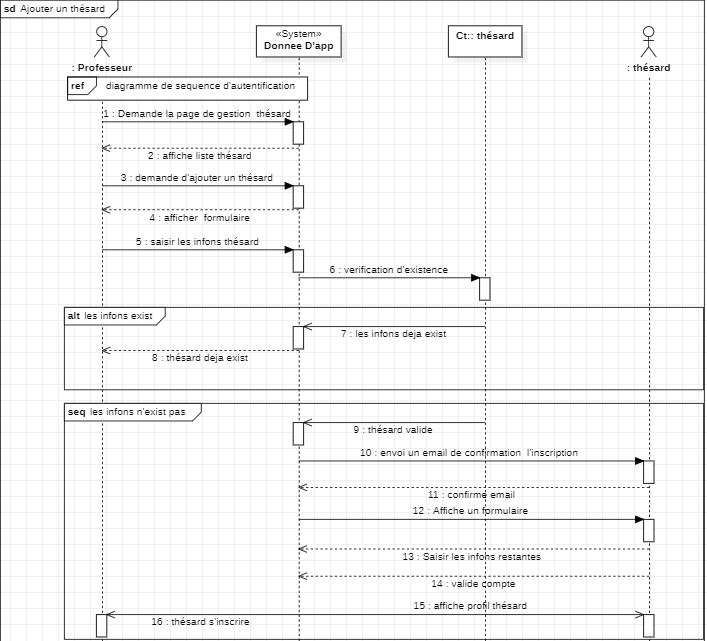 sd Ajouter un thésard
«System»
Donnee D'app
Ct:: thésard
: Professeur
: thésard
ref diagramme de sequence d'autentification
1 : Demande la page de gestion thésard
2 : affiche liste thésard
3 : demande d'ajouter un thésard
4 : afficher formulaire
5 : saisir les infons thésard
6 : verification d'existence
alt les infons exist
7 : les infons deja exist
8 : thésard deja exist
seq les infons n'exist pas
9 : thésard valide
10 : envoi un email de confirmation l'inscription
11 : confirme email
12 : Affiche un formulaire
13 : Saisir les infons restantes
14 : valide compte
15 : affiche profil thésard
16 : thésard s'inscrire